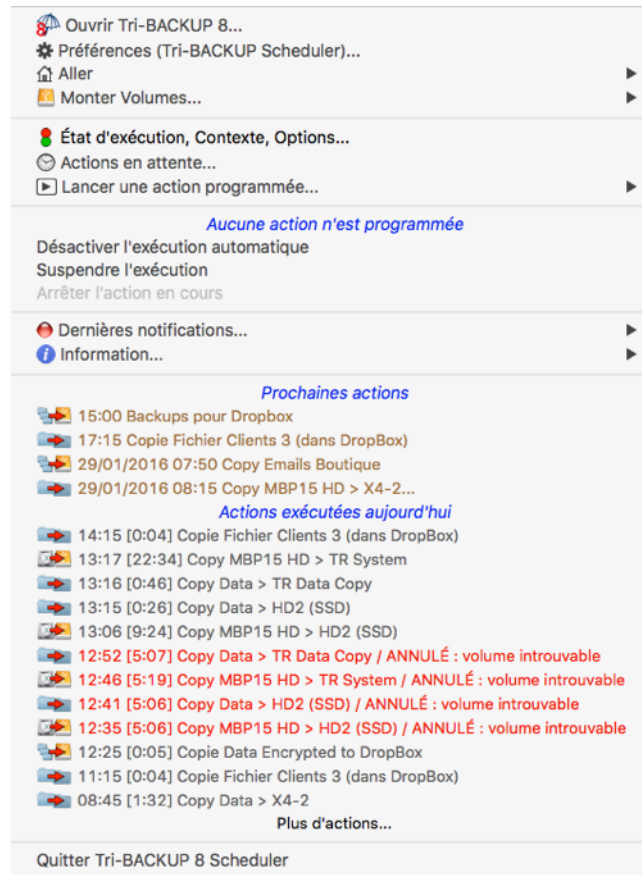 Ouvrir Tri-BACKUP 8...
Préférences (Tri-BACKUP Scheduler)...
Aller
Monter Volumes...
État d'exécution, Contexte, Options...
Actions en attente...
Lancer une action programmée...
Aucune action n'est programmée
Désactiver l'exécution automatique
Suspendre l'exécution
Arrêter l'action en cours
Dernières notifications...
Information...
Prochaines actions
15:00 Backups pour Dropbox
17:15 Copie Fichier Clients 3 (dans DropBox)
29/01/2016 07:50 Copy Emails Boutique
29/01/2016 08:15 Copy MBP15 HD > X4-2...
Actions exécutées aujourd'hui
14:15 [0:04] Copie Fichier Clients 3 (dans DropBox)
13:17 [22:34] Copy MBP15 HD > TR System
13:16 [0:46] Copy Data > TR Data Copy
13:15 [0:26] Copy Data > HD2 (SSD)
13:06 [9:24] Copy MBP15 HD > HD2 (SSD)
12:52 [5:07] Copy Data > TR Data Copy / ANNULÉ : volume introuvable
12:46 [5:19] Copy MBP15 HD > TR System / ANNULÉ : volume introuvable
12:41 [5:06] Copy Data > HD2 (SSD) / ANNULÉ : volume introuvable
12:35 [5:06] Copy MBP15 HD > HD2 (SSD) / ANNULÉ : volume introuvable
12:25 [0:05] Copie Data Encrypted to DropBox
11:15 [0:04] Copie Fichier Clients 3 (dans DropBox)
08:45 [1:32] Copy Data > X4-2
Plus d'actions...
Quitter Tri-BACKUP 8 Scheduler